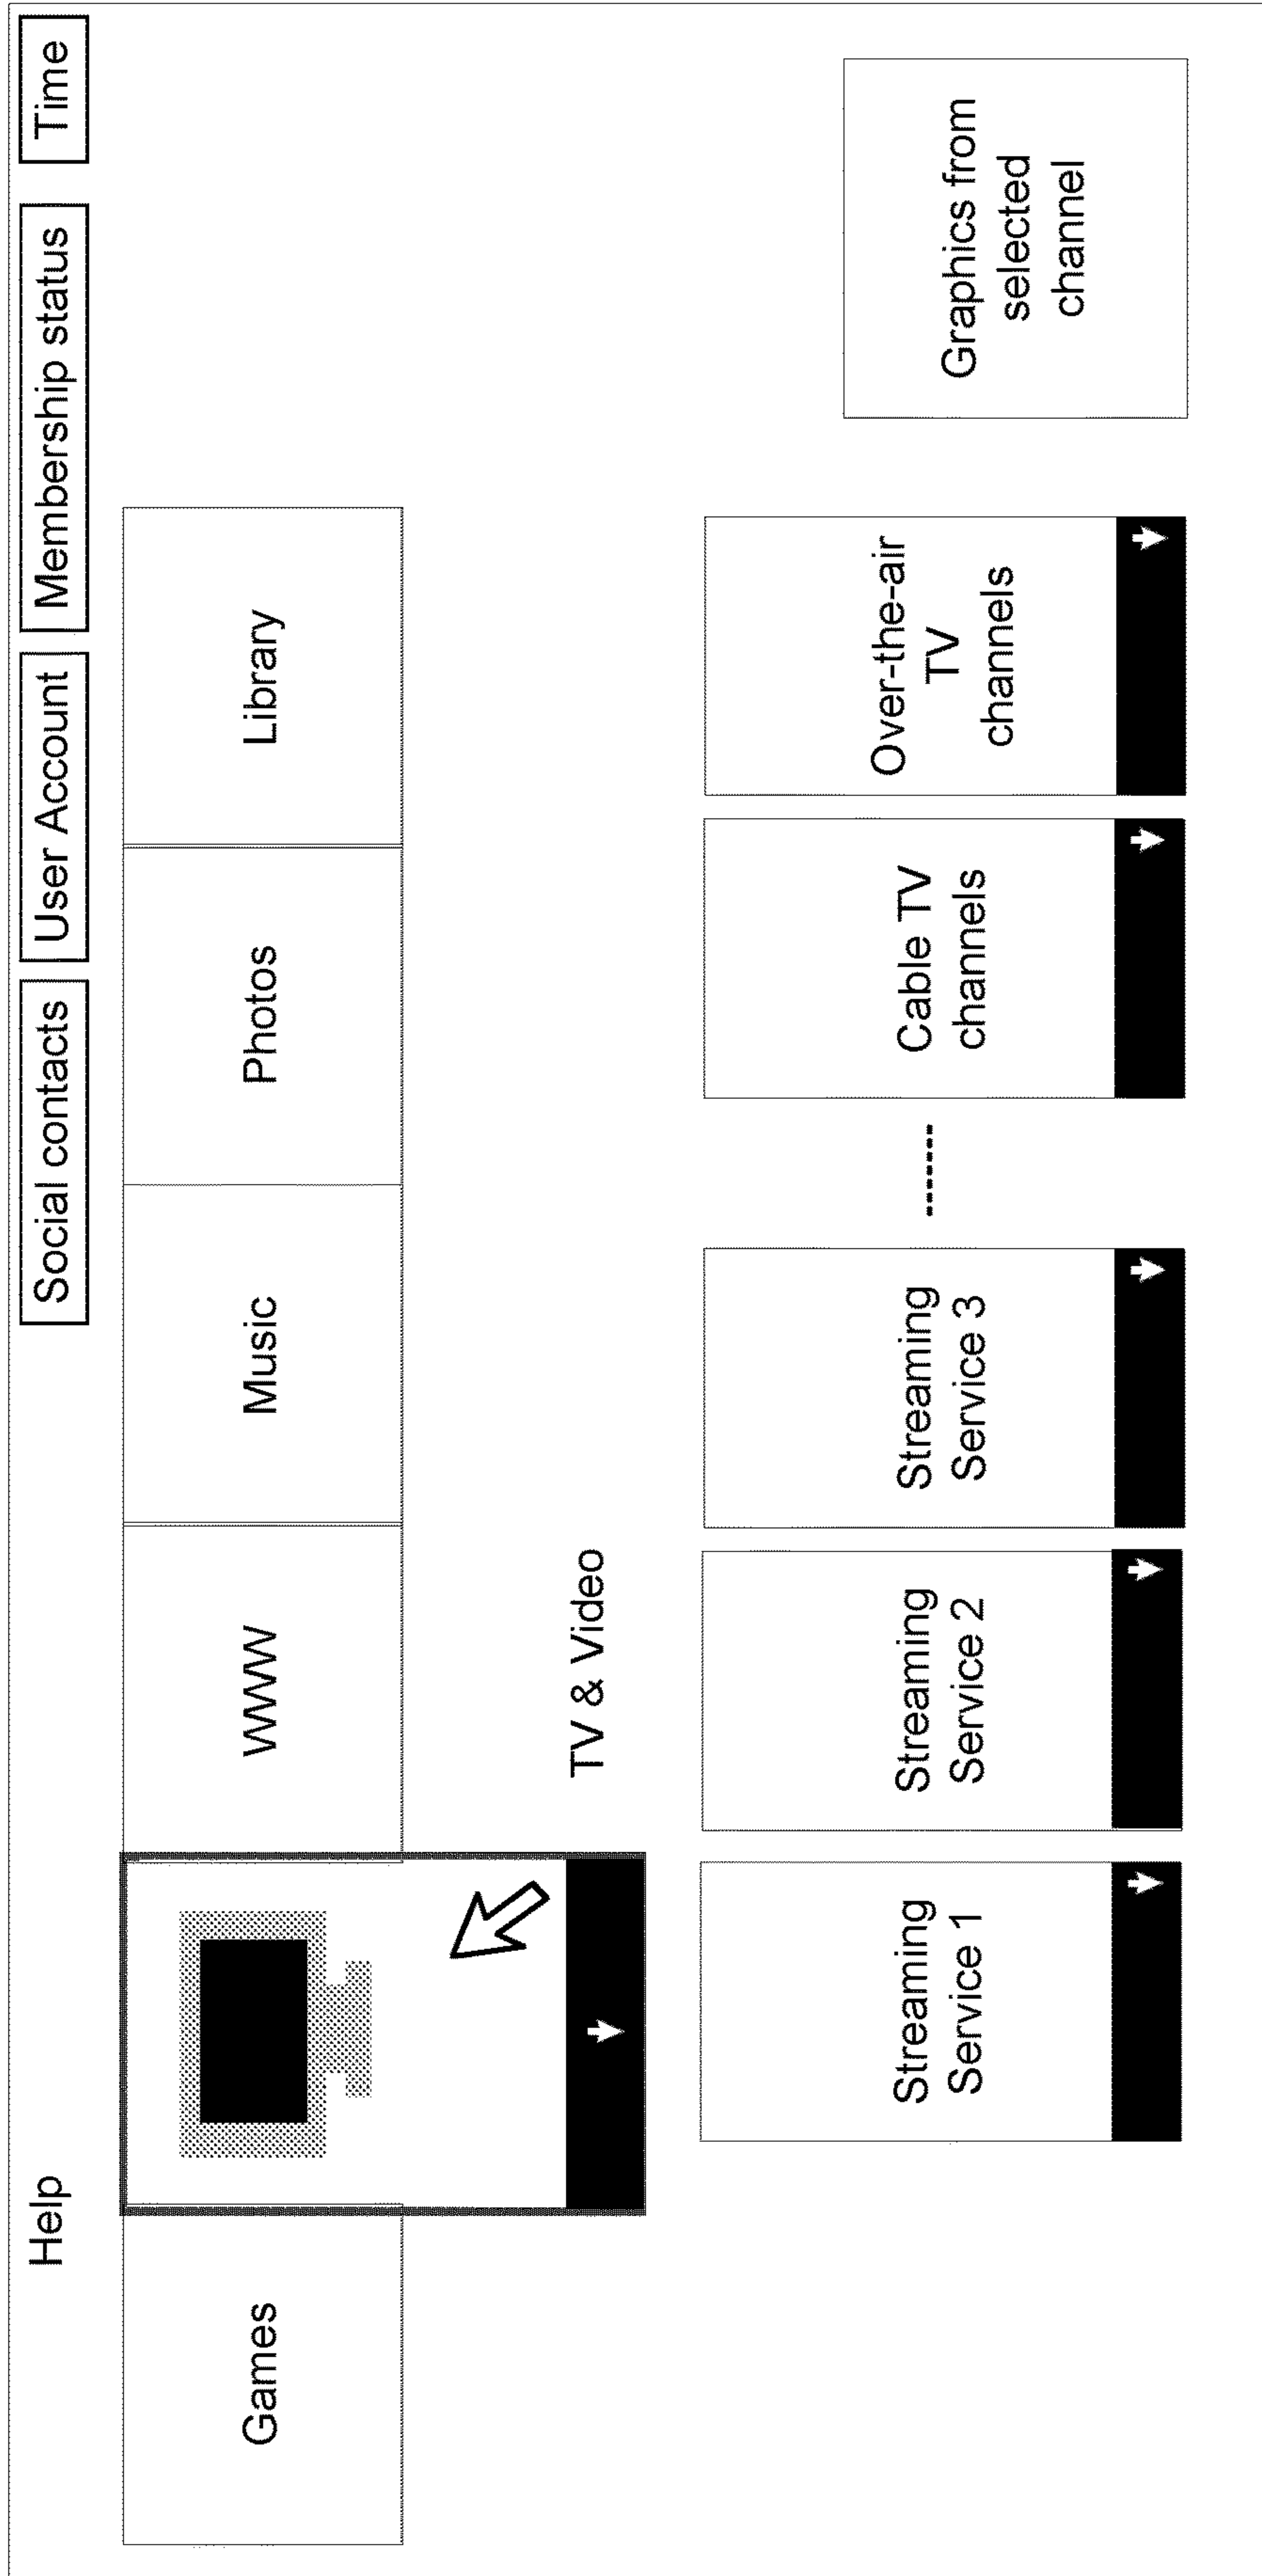 Help
Social contacts
User Account
Membership status
Time
Games
WWW
Music
Photos
Library
TV & Video
Streaming
Service 1
Streaming
Service 2
Streaming
Service 3
Cable TV
channels
Over-the-air
TV
channels
Graphics from
selected
channel